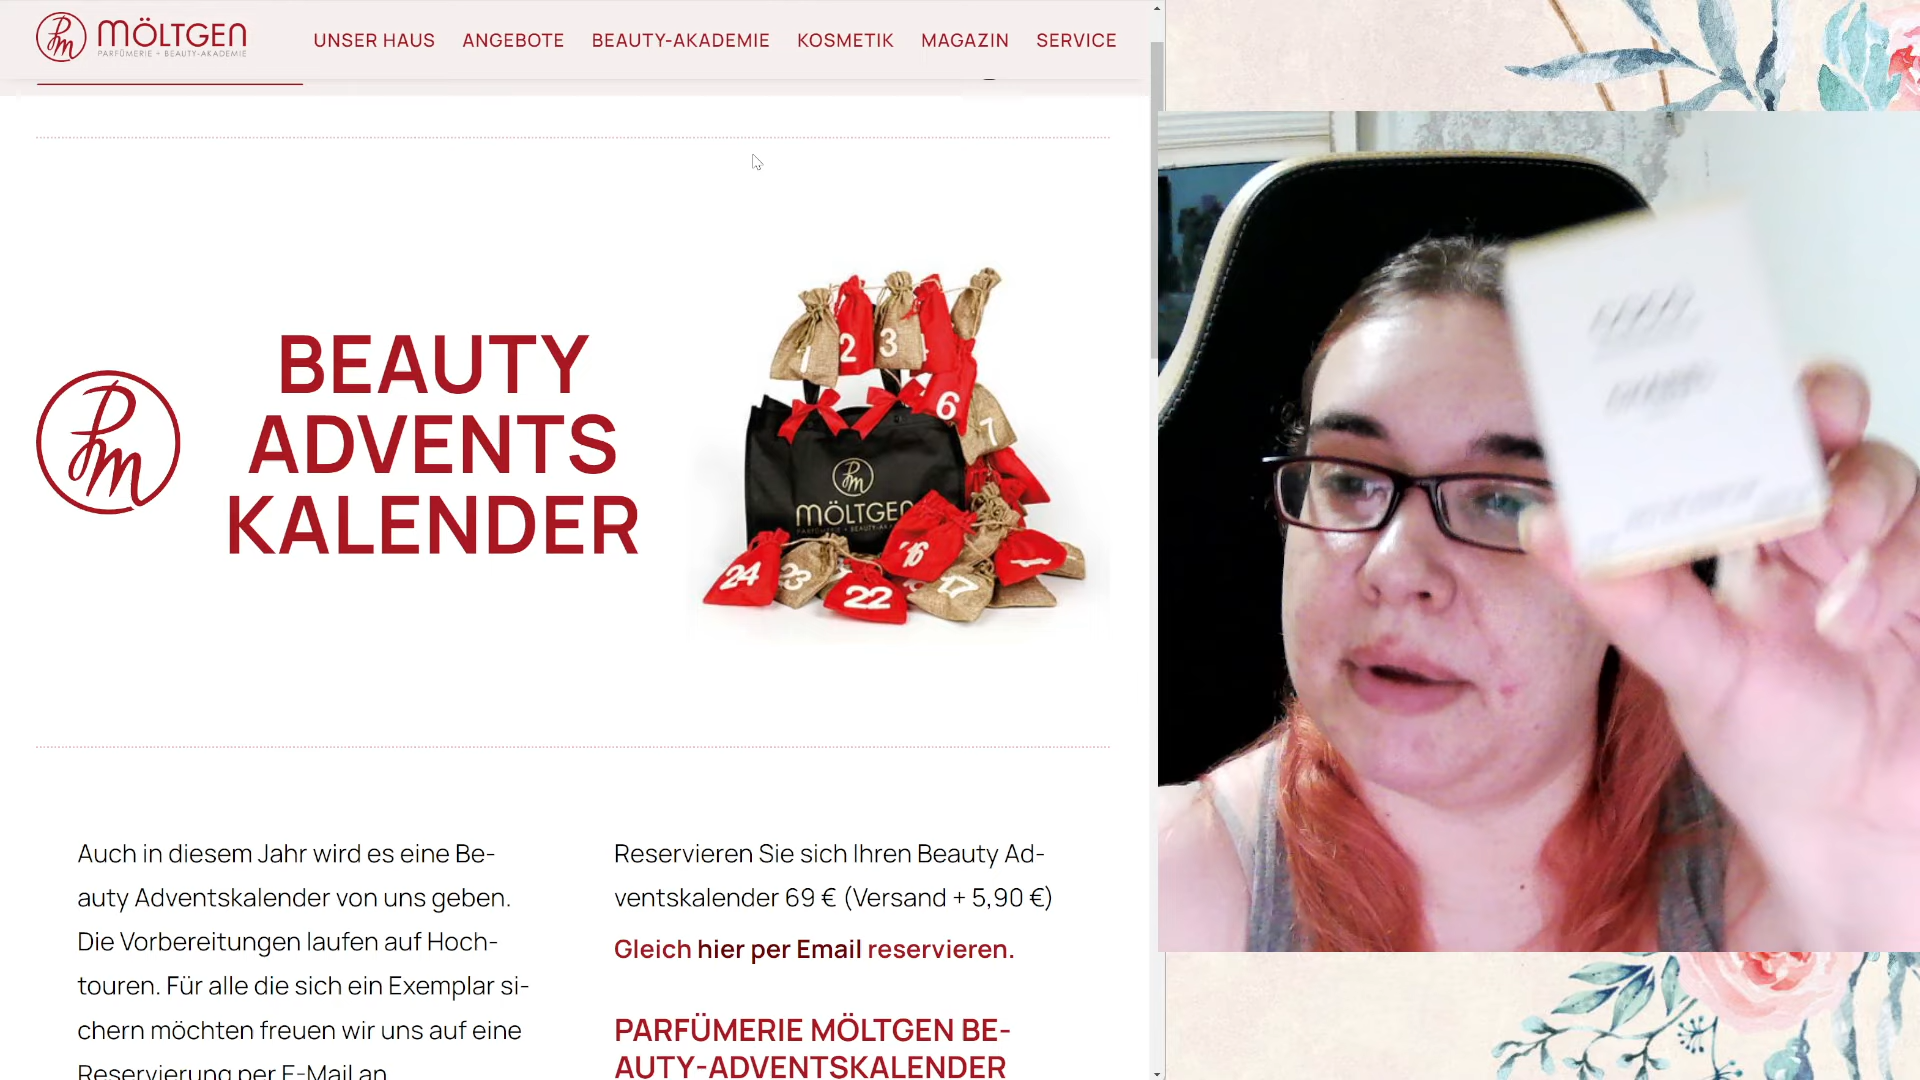 MÖLTGEN
PARFÜMERIE + BEAUTY-AKADEMIE
UNSER HAUS ANGEBOTE BEAUTY-AKADEMIE KOSMETIK MAGAZIN SERVICE
BEAUTY
ADVENTS
KALENDER
2 3
6
7
MÖLTGEN
16
24 23 22 17
Auch in diesem Jahr wird es eine Be-
auty Adventskalender von uns geben.
Die Vorbereitungen laufen auf Hoch-
touren. Für alle die sich ein Exemplar si-
chern möchten freuen wir uns auf eine
Reservierung per E-Mail an
Reservieren Sie sich Ihren Beauty Ad-
ventskalender 69 € (Versand + 5,90 €)
Gleich hier per Email reservieren.
PARFÜMERIE MÖLTGEN BE-
AUTY-ADVENTSKALENDER